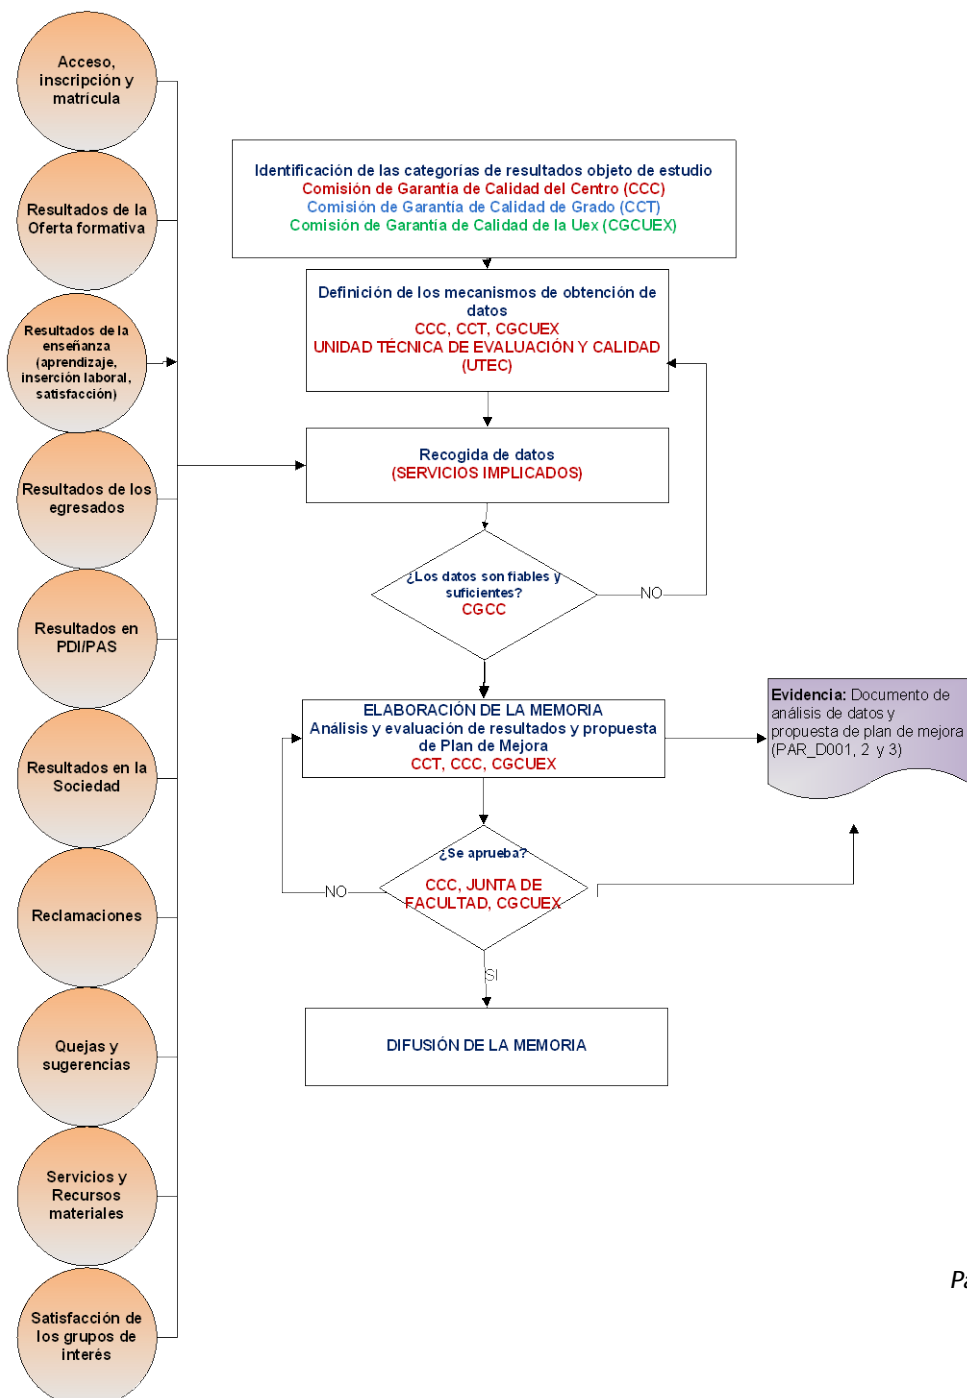 Acceso,
inscripción y
matrícula
Resultados de la
Oferta formativa
Resultados de la
enseñanza
(aprendizaje,
inserción laboral,
satisfacción)
Resultados de los
egresados
Resultados en
PDI/PAS
Resultados en la
Sociedad
Reclamaciones
Quejas y
sugerencias
Servicios y
Recursos
materiales
Satisfacción de
los grupos de
interés
Identificación de las categorías de resultados objeto de estudio
Comisión de Garantía de Calidad del Centro (CCC)
Comisión de Garantía de Calidad de Grado (CCT)
Comisión de Garantía de Calidad de la Uex (CGCUEX)
Definición de los mecanismos de obtención de
datos
CCC, CCT, CGCUEX
UNIDAD TÉCNICA DE EVALUACIÓN Y CALIDAD
(UTEC)
Recogida de datos
(SERVICIOS IMPLICADOS)
¿Los datos son fiables y
suficientes?
CGCC
NO
ELABORACIÓN DE LA MEMORIA
Análisis y evaluación de resultados y propuesta
de Plan de Mejora
CCT, CCC, CGCUEX
Evidencia: Documento de
análisis de datos y
propuesta de plan de mejora
(PAR_D001, 2 y 3)
¿Se aprueba?
CCC, JUNTA DE
FACULTAD, CGCUEX
NO
SI
DIFUSIÓN DE LA MEMORIA